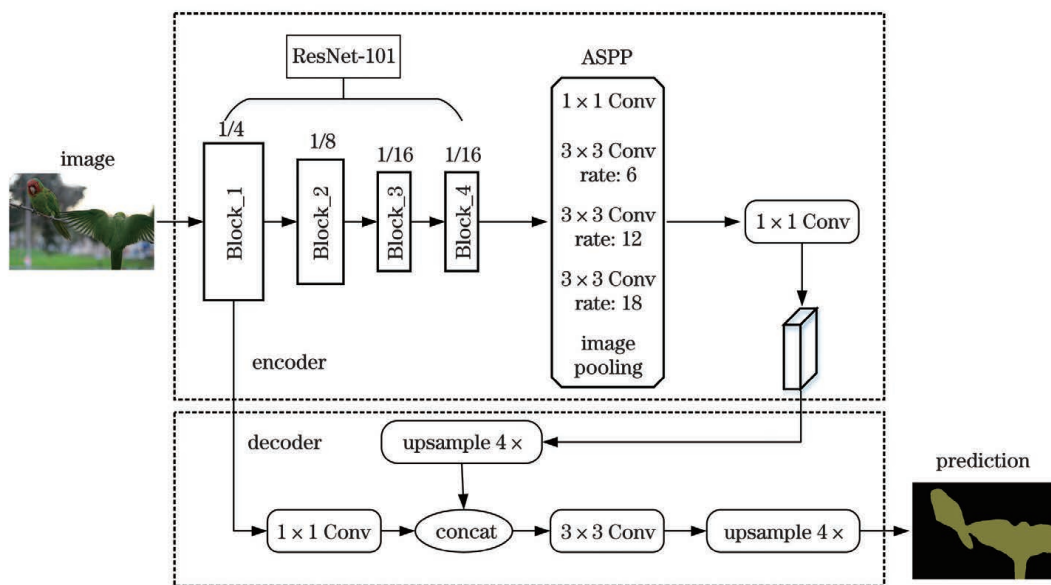 ResNet-101
ASPP
image
1/4
1/8
1/16
1/16
Block_1
Block_2
Block_3
Block_4
1 × 1 Conv
3 × 3 Conv
rate: 6
3 × 3 Conv
rate: 12
3 × 3 Conv
rate: 18
image
pooling
1 × 1 Conv
encoder
decoder
upsample 4 ×
1 × 1 Conv
concat
3 × 3 Conv
upsample 4 ×
prediction